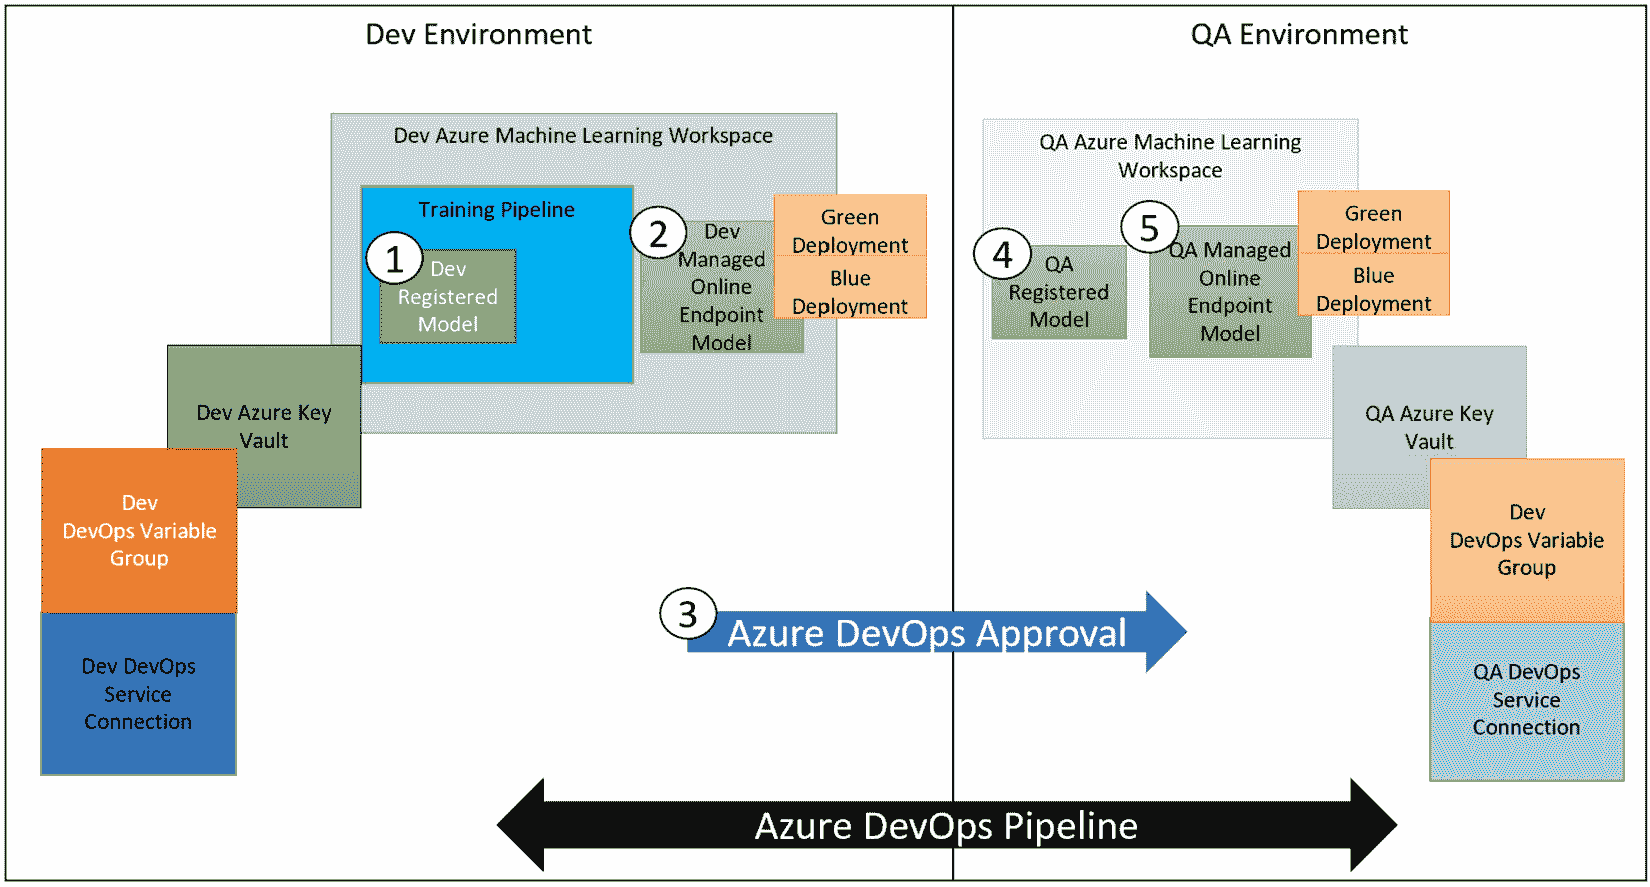 Dev Environment
QA Environment
Dev Azure Machine Learning Workspace
Training Pipeline
1
Dev
Registered
Model
2
Dev
Managed
Online
Endpoint
Model
Green
Deployment
Blue
Deployment
Dev Azure Key
Vault
Dev
DevOps Variable
Group
Dev DevOps
Service
Connection
QA Azure Machine Learning
Workspace
4
QA
Registered
Model
5
QA Managed
Online
Endpoint
Model
Green
Deployment
Blue
Deployment
QA Azure Key
Vault
Dev
DevOps Variable
Group
QA DevOps
Service
Connection
3
Azure DevOps Approval
Azure DevOps Pipeline